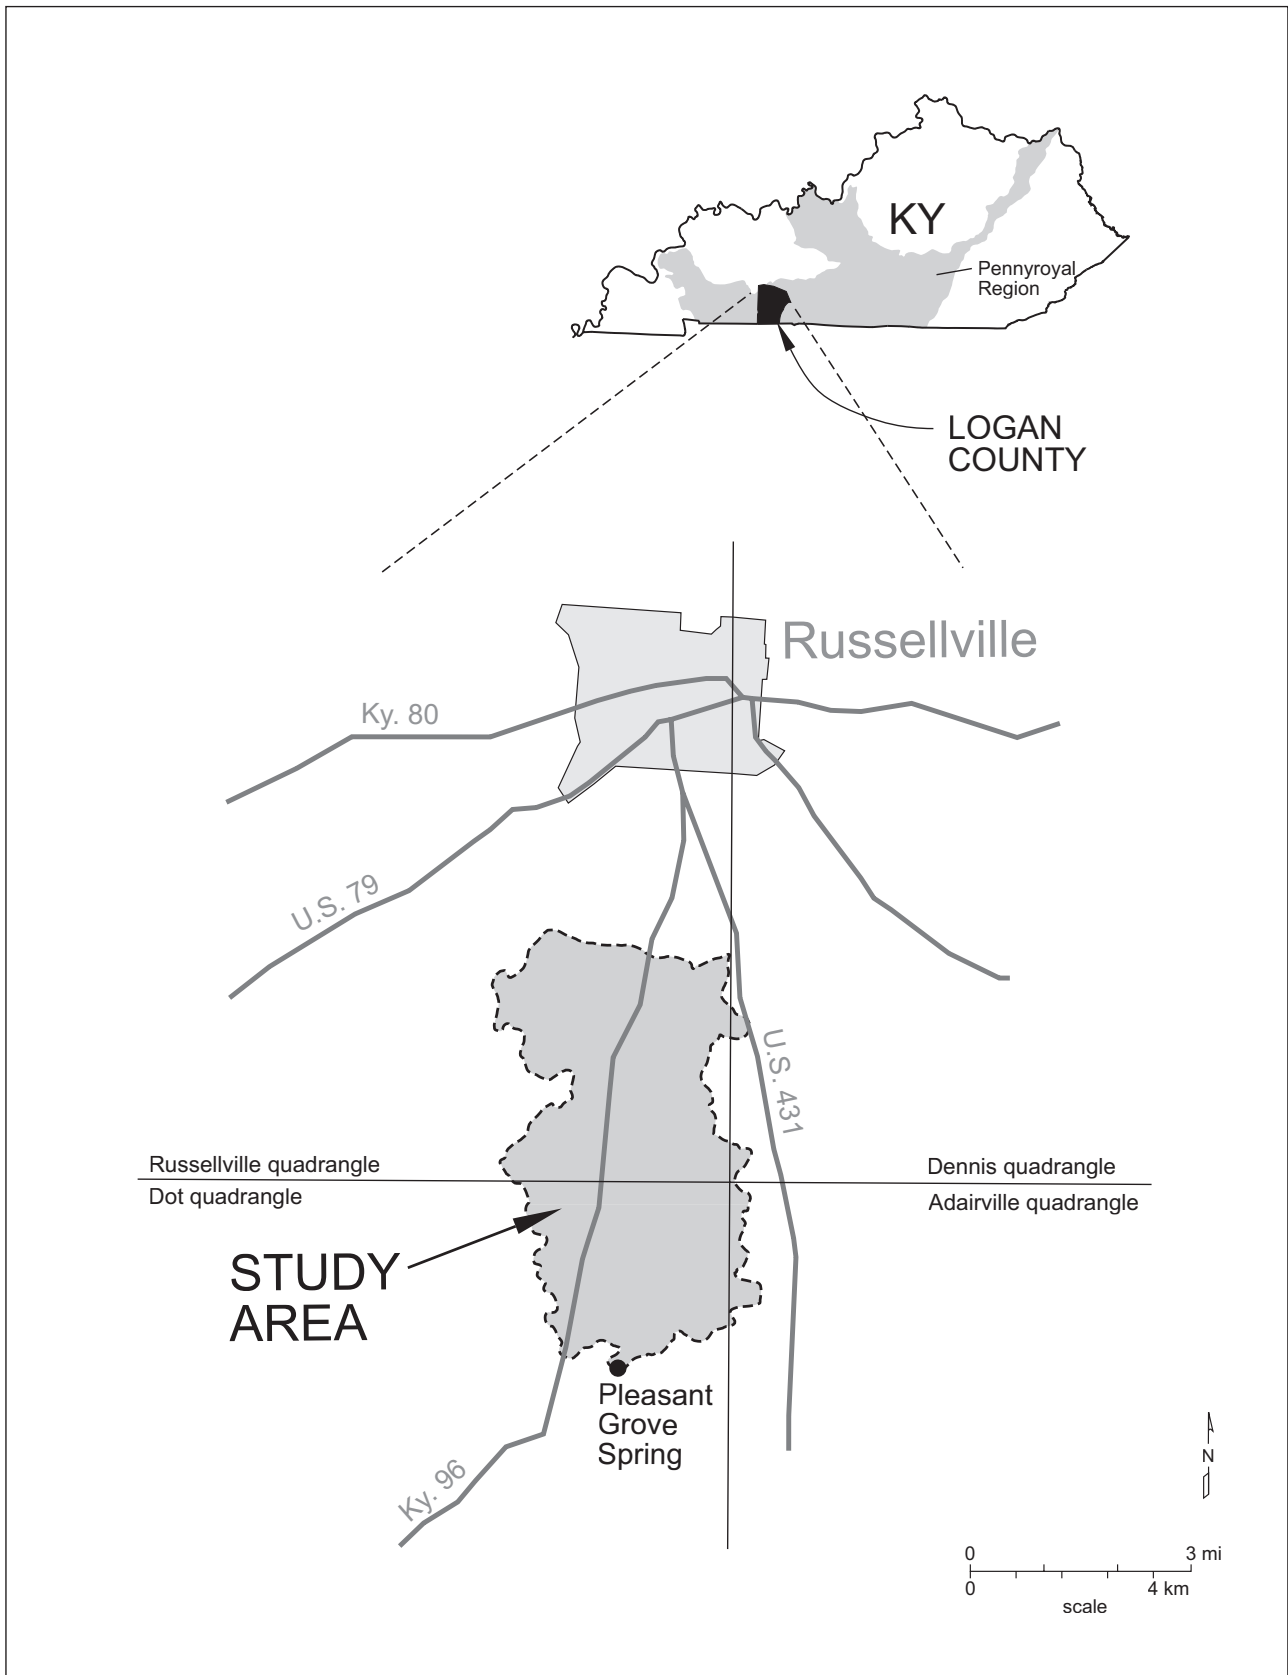 KY
Pennyroyal
Region
LOGAN
COUNTY
Russellville
Ky. 80
U.S. 79
U.S. 431
Russellville quadrangle
Dennis quadrangle
Dot quadrangle
Adairville quadrangle
STUDY
AREA
Pleasant
Grove
Spring
Ky. 96
N
0 3 mi
0 4 km
scale